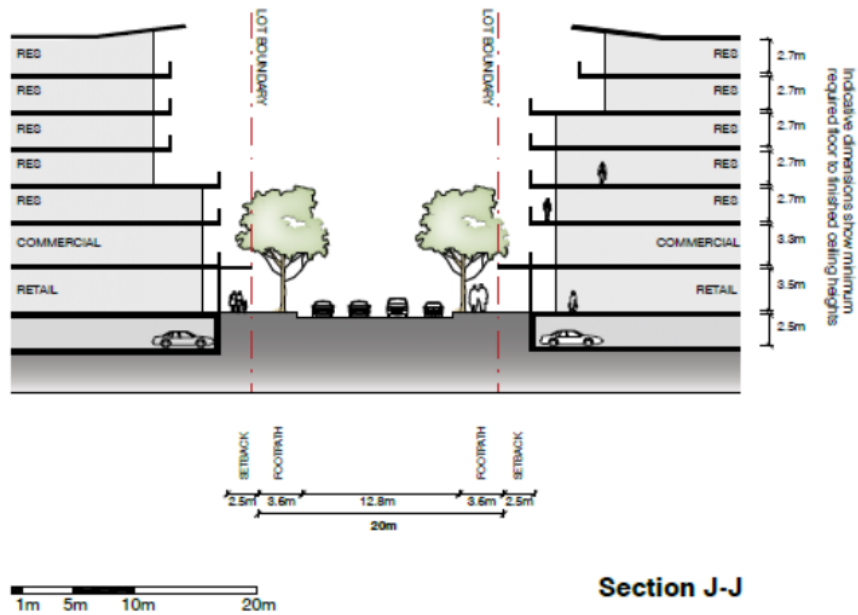 LOT BOUNDARY
LOT BOUNDARY
RES
RES
RES
RES
RES
COMMERCIAL
RETAIL
RES
RES
RES
RES
RES
COMMERCIAL
RETAIL
2.7m
2.7m
2.7m
2.7m
2.7m
3.3m
3.5m
2.5m
Indicative dimensions show minimum
required floor to finished ceiling heights
SETBACK
FOOTPATH
FOOTPATH
SETBACK
2.5m 3.6m 12.8m 3.6m 2.5m
20m
1m 5m 10m 20m
Section J-J